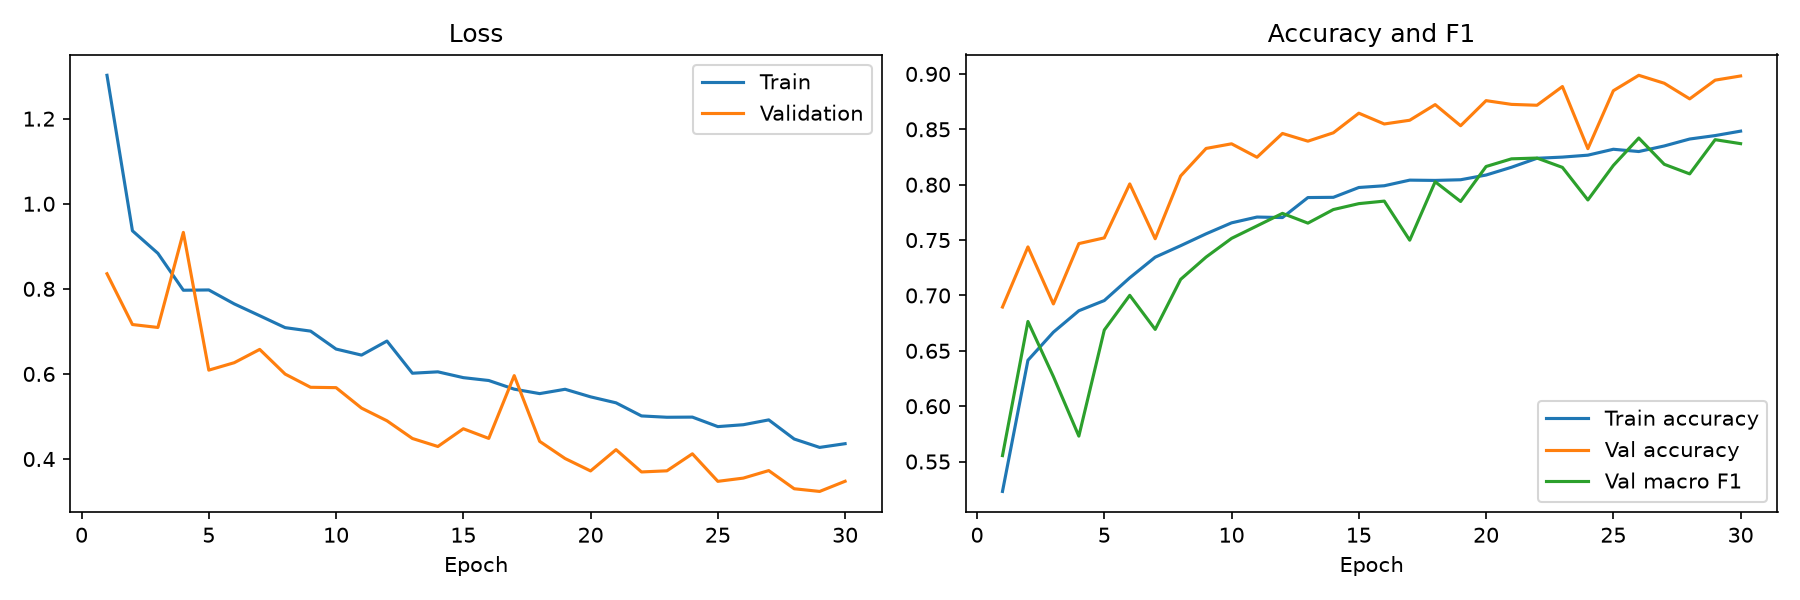 Loss
Train
Validation
1.2
1.0
0.8
0.6
0.4
0 5 10 15 20 25 30
Epoch
Accuracy and F1
0.90
0.85
0.80
0.75
0.70
0.65
0.60
0.55
Train accuracy
Val accuracy
Val macro F1
0 5 10 15 20 25 30
Epoch